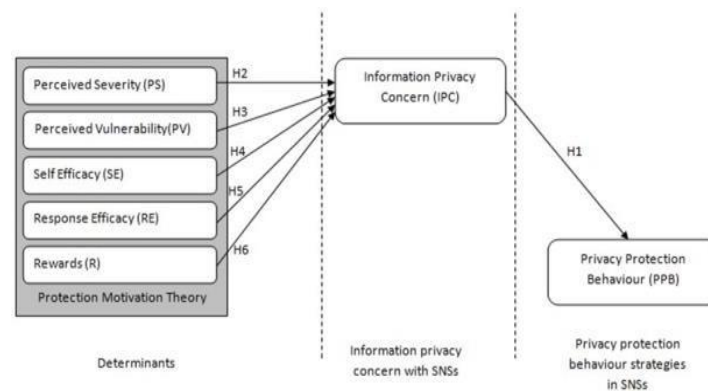 H2
Perceived Severity (PS)
Information Privacy
Concern (IPC)
H3
Perceived Vulnerability(PV)
H4
H1
Self Efficacy (SE)
H5
Response Efficacy (RE)
H6
Rewards (R)
Privacy Protection
Behaviour (PPB)
Protection Motivation Theory
Determinants
Information privacy
concern with SNSs
Privacy protection
behaviour strategies
in SNSs